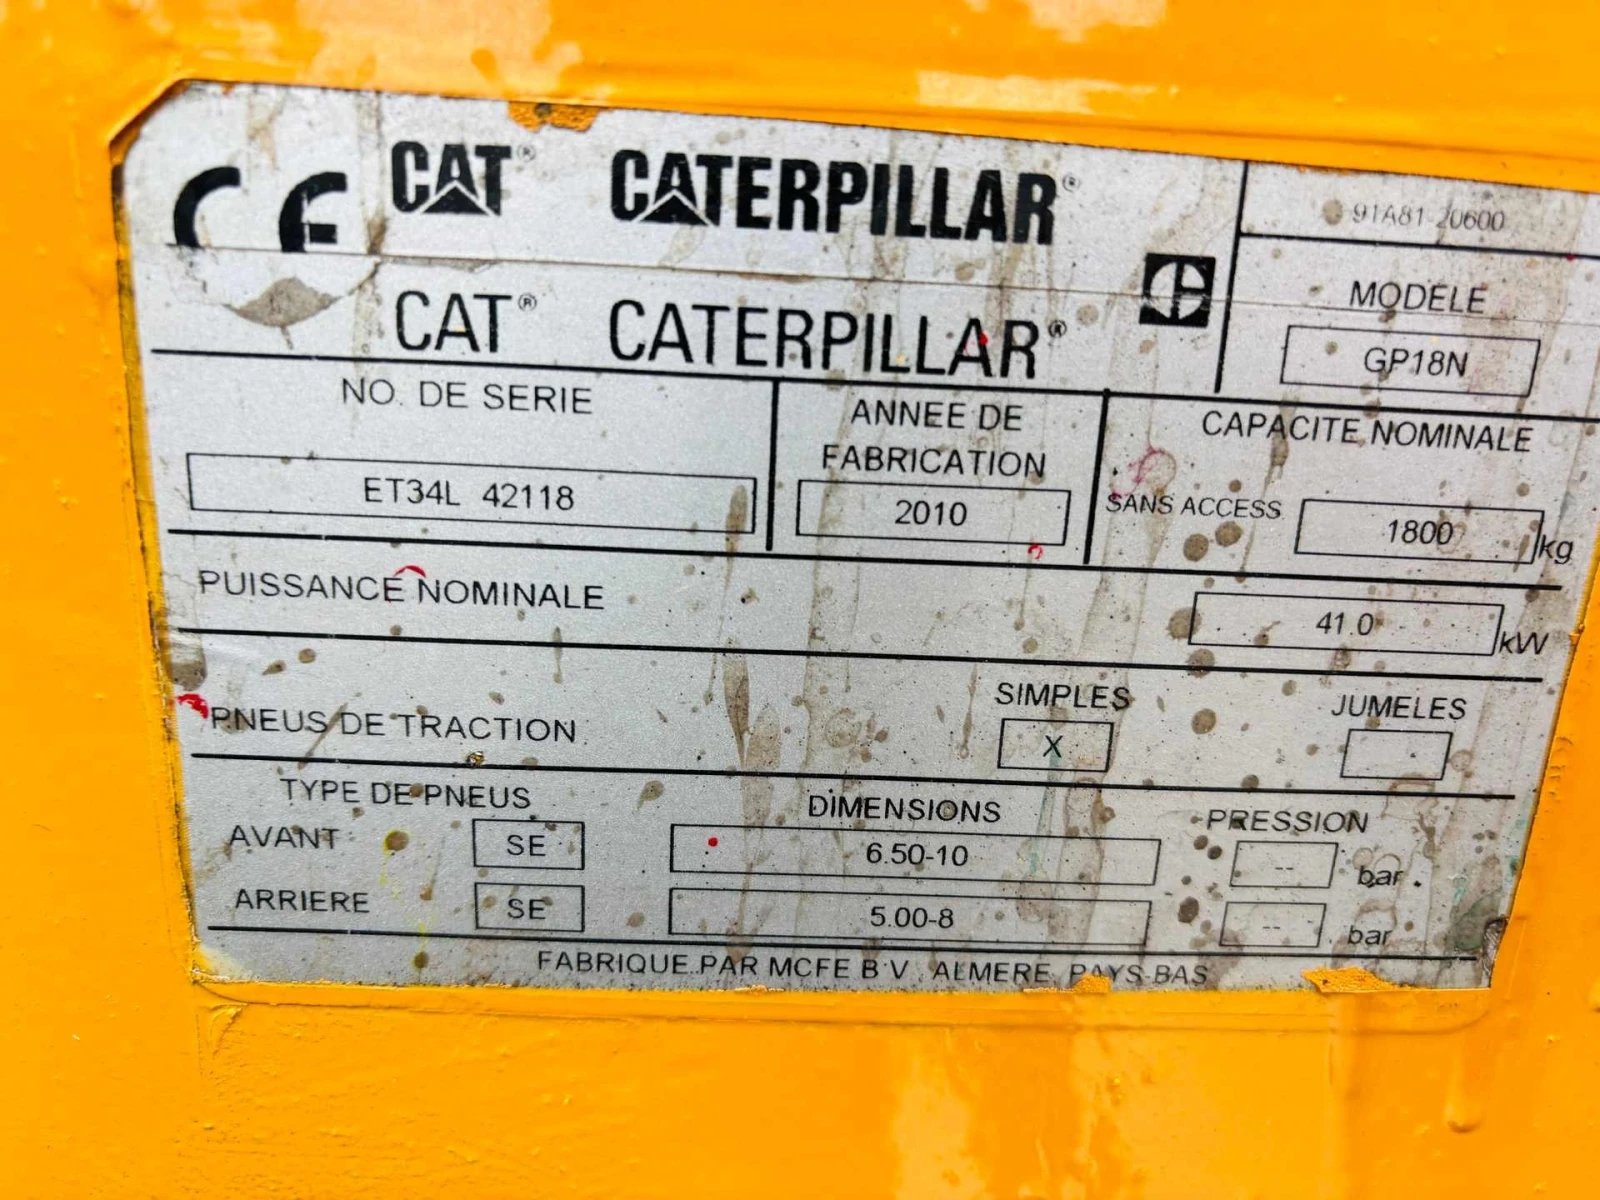 CE CAT® CATERPILLAR®
91A81-20600
CAT® CATERPILLAR®
MODELE
GP18N
NO. DE SERIE
ET34L 42118
ANNEE DE
FABRICATION
2010
CAPACITE NOMINALE
SANS ACCESS. 1800 kg
PUISSANCE NOMINALE 41.0 kW
PNEUS DE TRACTION
SIMPLES
X
JUMELES
TYPE DE PNEUS DIMENSIONS PRESSION
AVANT SE 6.50-10 -- bar
ARRIERE SE 5.00-8 -- bar
FABRIQUE PAR MCFE B.V., ALMERE, PAYS-BAS